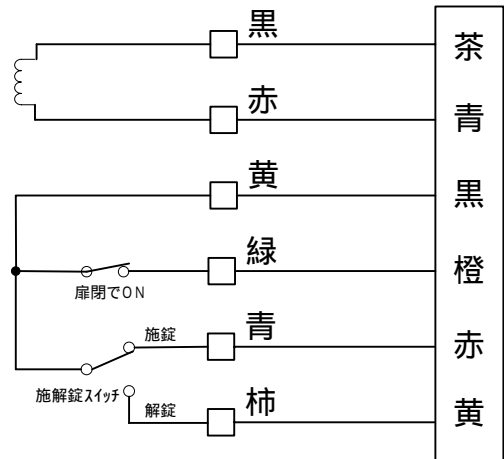 黒 茶
赤 青
黄 黒
緑 橙
扉閉でON
施錠 青 赤
施解錠スイッチ 解錠 柿 黄